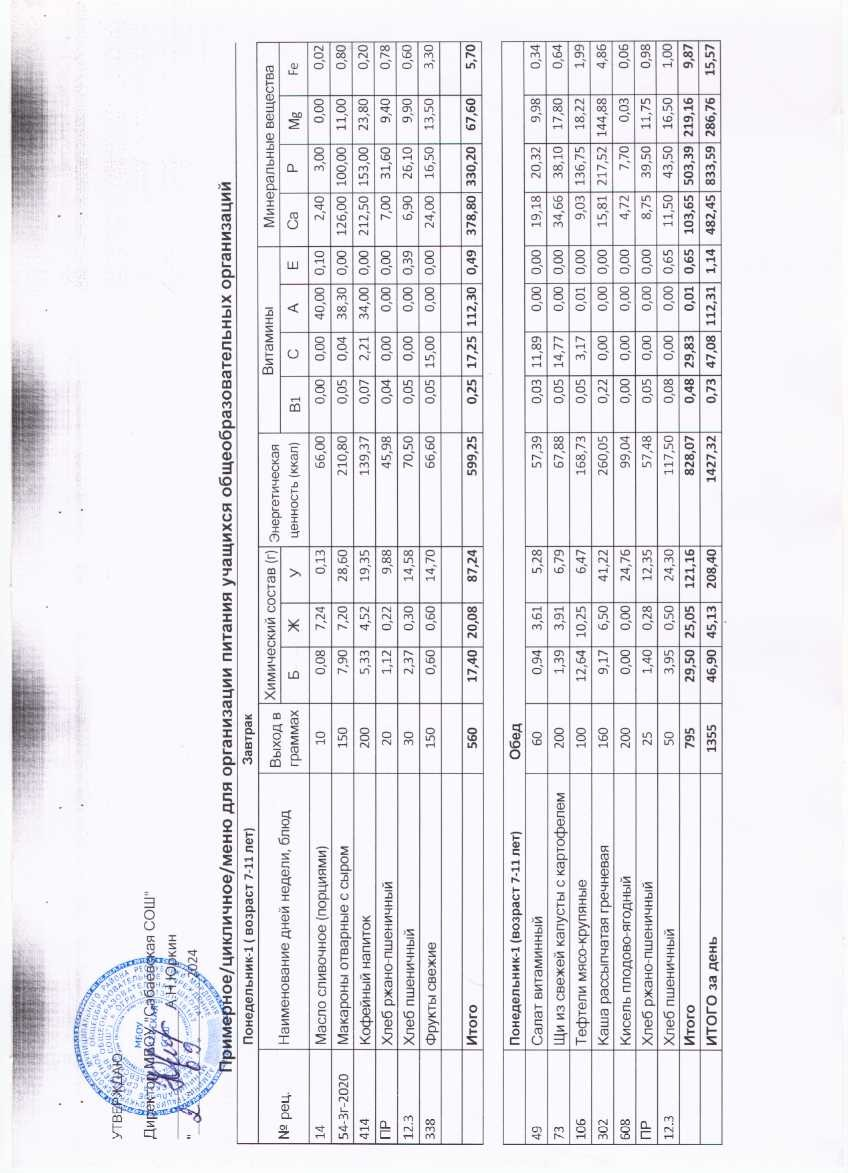 УТВЕРЖДАЮ
Директор МБОУ "Сабаевская СОШ"
А.Н.Юркин
" 2 " 09 2024
Примерное/цикличное/меню для организации питания учащихся общеобразовательных организаций
Понедельник-1 ( возраст 7-11 лет) Завтрак
№ рец. Наименование дней недели, блюд Выход в граммах Химический состав (г) Энергетическая ценность (ккал) Витамины Минеральные вещества
Б Ж У В1 С А Е Са Р Mg Fe
14 Масло сливочное (порциями) 10 0,08 7,24 0,13 66,00 0,00 0,00 40,00 0,10 2,40 3,00 0,00 0,02
54-3г-2020 Макароны отварные с сыром 150 7,90 7,20 28,60 210,80 0,05 0,04 38,30 0,00 126,00 100,00 11,00 0,80
414 Кофейный напиток 200 5,33 4,52 19,35 139,37 0,07 2,21 34,00 0,00 212,50 153,00 23,80 0,20
ПР Хлеб ржано-пшеничный 20 1,12 0,22 9,88 45,98 0,04 0,00 0,00 0,00 7,00 31,60 9,40 0,78
12.3 Хлеб пшеничный 30 2,37 0,30 14,58 70,50 0,05 0,00 0,00 0,39 6,90 26,10 9,90 0,60
338 Фрукты свежие 150 0,60 0,60 14,70 66,60 0,05 15,00 0,00 0,00 24,00 16,50 13,50 3,30
Итого 560 17,40 20,08 87,24 599,25 0,25 17,25 112,30 0,49 378,80 330,20 67,60 5,70
Понедельник-1 (возраст 7-11 лет) Обед
49 Салат витаминный 60 0,94 3,61 5,28 57,39 0,03 11,89 0,00 0,00 19,18 20,32 9,98 0,34
73 Щи из свежей капусты с картофелем 200 1,39 3,91 6,79 67,88 0,05 14,77 0,00 0,00 34,66 38,10 17,80 0,64
106 Тефтели мясо-крупяные 100 12,64 10,25 6,47 168,73 0,05 3,17 0,01 0,00 9,03 136,75 18,22 1,99
302 Каша рассыпчатая гречневая 160 9,17 6,50 41,22 260,05 0,22 0,00 0,00 0,00 15,81 217,52 144,88 4,86
608 Кисель плодово-ягодный 200 0,00 0,00 24,76 99,04 0,00 0,00 0,00 0,00 4,72 7,70 0,03 0,06
ПР Хлеб ржано-пшеничный 25 1,40 0,28 12,35 57,48 0,05 0,00 0,00 0,00 8,75 39,50 11,75 0,98
12.3 Хлеб пшеничный 50 3,95 0,50 24,30 117,50 0,08 0,00 0,00 0,65 11,50 43,50 16,50 1,00
Итого 795 29,50 25,05 121,16 828,07 0,48 29,83 0,01 0,65 103,65 503,39 219,16 9,87
ИТОГО за день 1355 46,90 45,13 208,40 1427,32 0,73 47,08 112,31 1,14 482,45 833,59 286,76 15,57